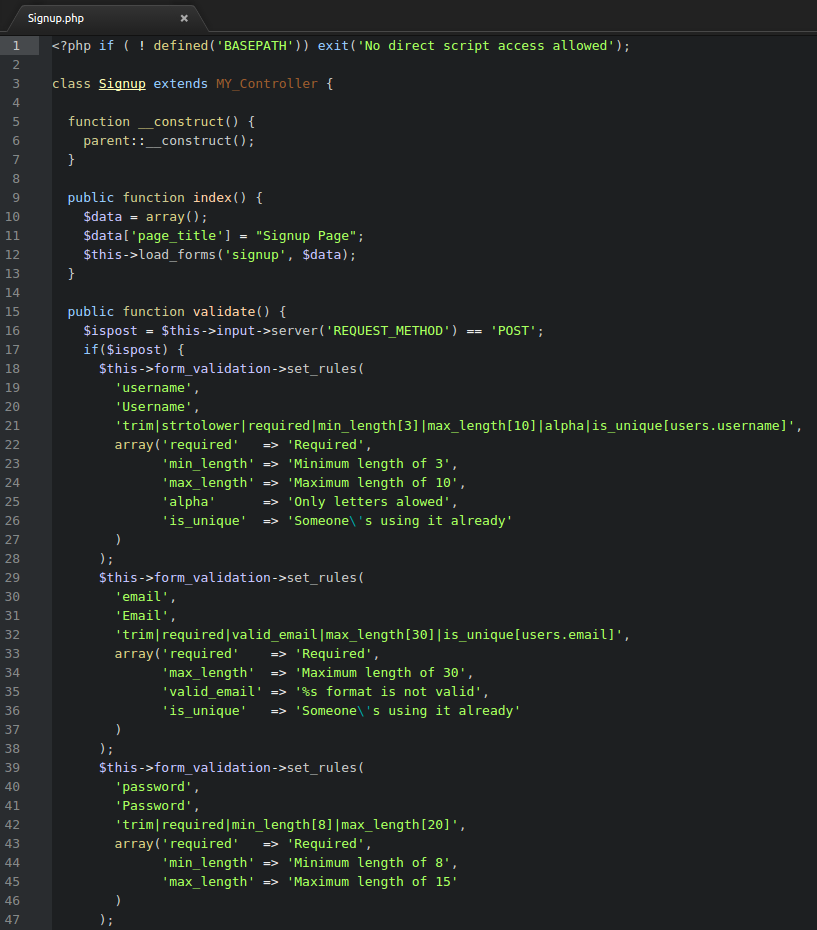 Signup.php ×
1 <?php if ( ! defined('BASEPATH')) exit('No direct script access allowed');
2
3 class Signup extends MY_Controller {
4
5   function __construct() {
6     parent::__construct();
7   }
8
9   public function index() {
10     $data = array();
11     $data['page_title'] = "Signup Page";
12     $this->load_forms('signup', $data);
13   }
14
15   public function validate() {
16     $ispost = $this->input->server('REQUEST_METHOD') == 'POST';
17     if($ispost) {
18       $this->form_validation->set_rules(
19         'username',
20         'Username',
21         'trim|strtolower|required|min_length[3]|max_length[10]|alpha|is_unique[users.username]',
22         array('required'   => 'Required',
23               'min_length' => 'Minimum length of 3',
24               'max_length' => 'Maximum length of 10',
25               'alpha'      => 'Only letters alowed',
26               'is_unique'  => 'Someone\'s using it already'
27         )
28       );
29       $this->form_validation->set_rules(
30         'email',
31         'Email',
32         'trim|required|valid_email|max_length[30]|is_unique[users.email]',
33         array('required'    => 'Required',
34               'max_length'  => 'Maximum length of 30',
35               'valid_email' => '%s format is not valid',
36               'is_unique'   => 'Someone\'s using it already'
37         )
38       );
39       $this->form_validation->set_rules(
40         'password',
41         'Password',
42         'trim|required|min_length[8]|max_length[20]',
43         array('required'   => 'Required',
44               'min_length' => 'Minimum length of 8',
45               'max_length' => 'Maximum length of 15'
46         )
47       );